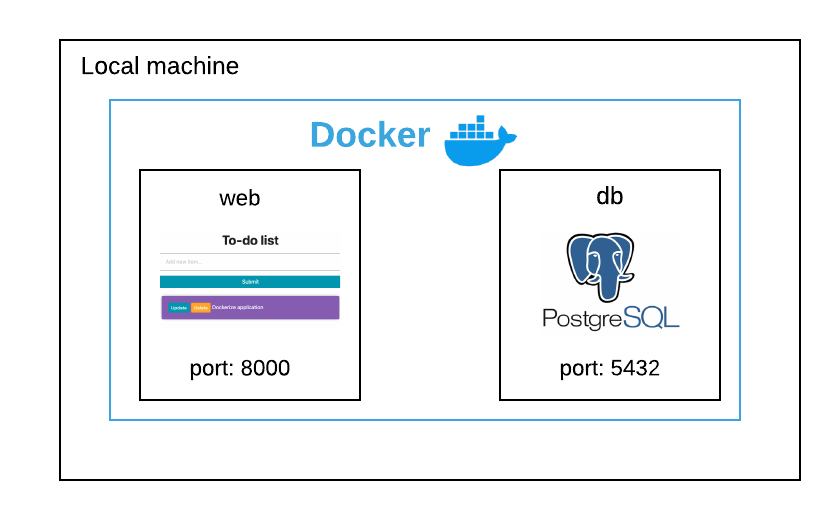 Local machine
Docker
web
db
To-do list
Add new item...
Submit
Update Delete Dockerize application
PostgreSQL
port: 8000
port: 5432